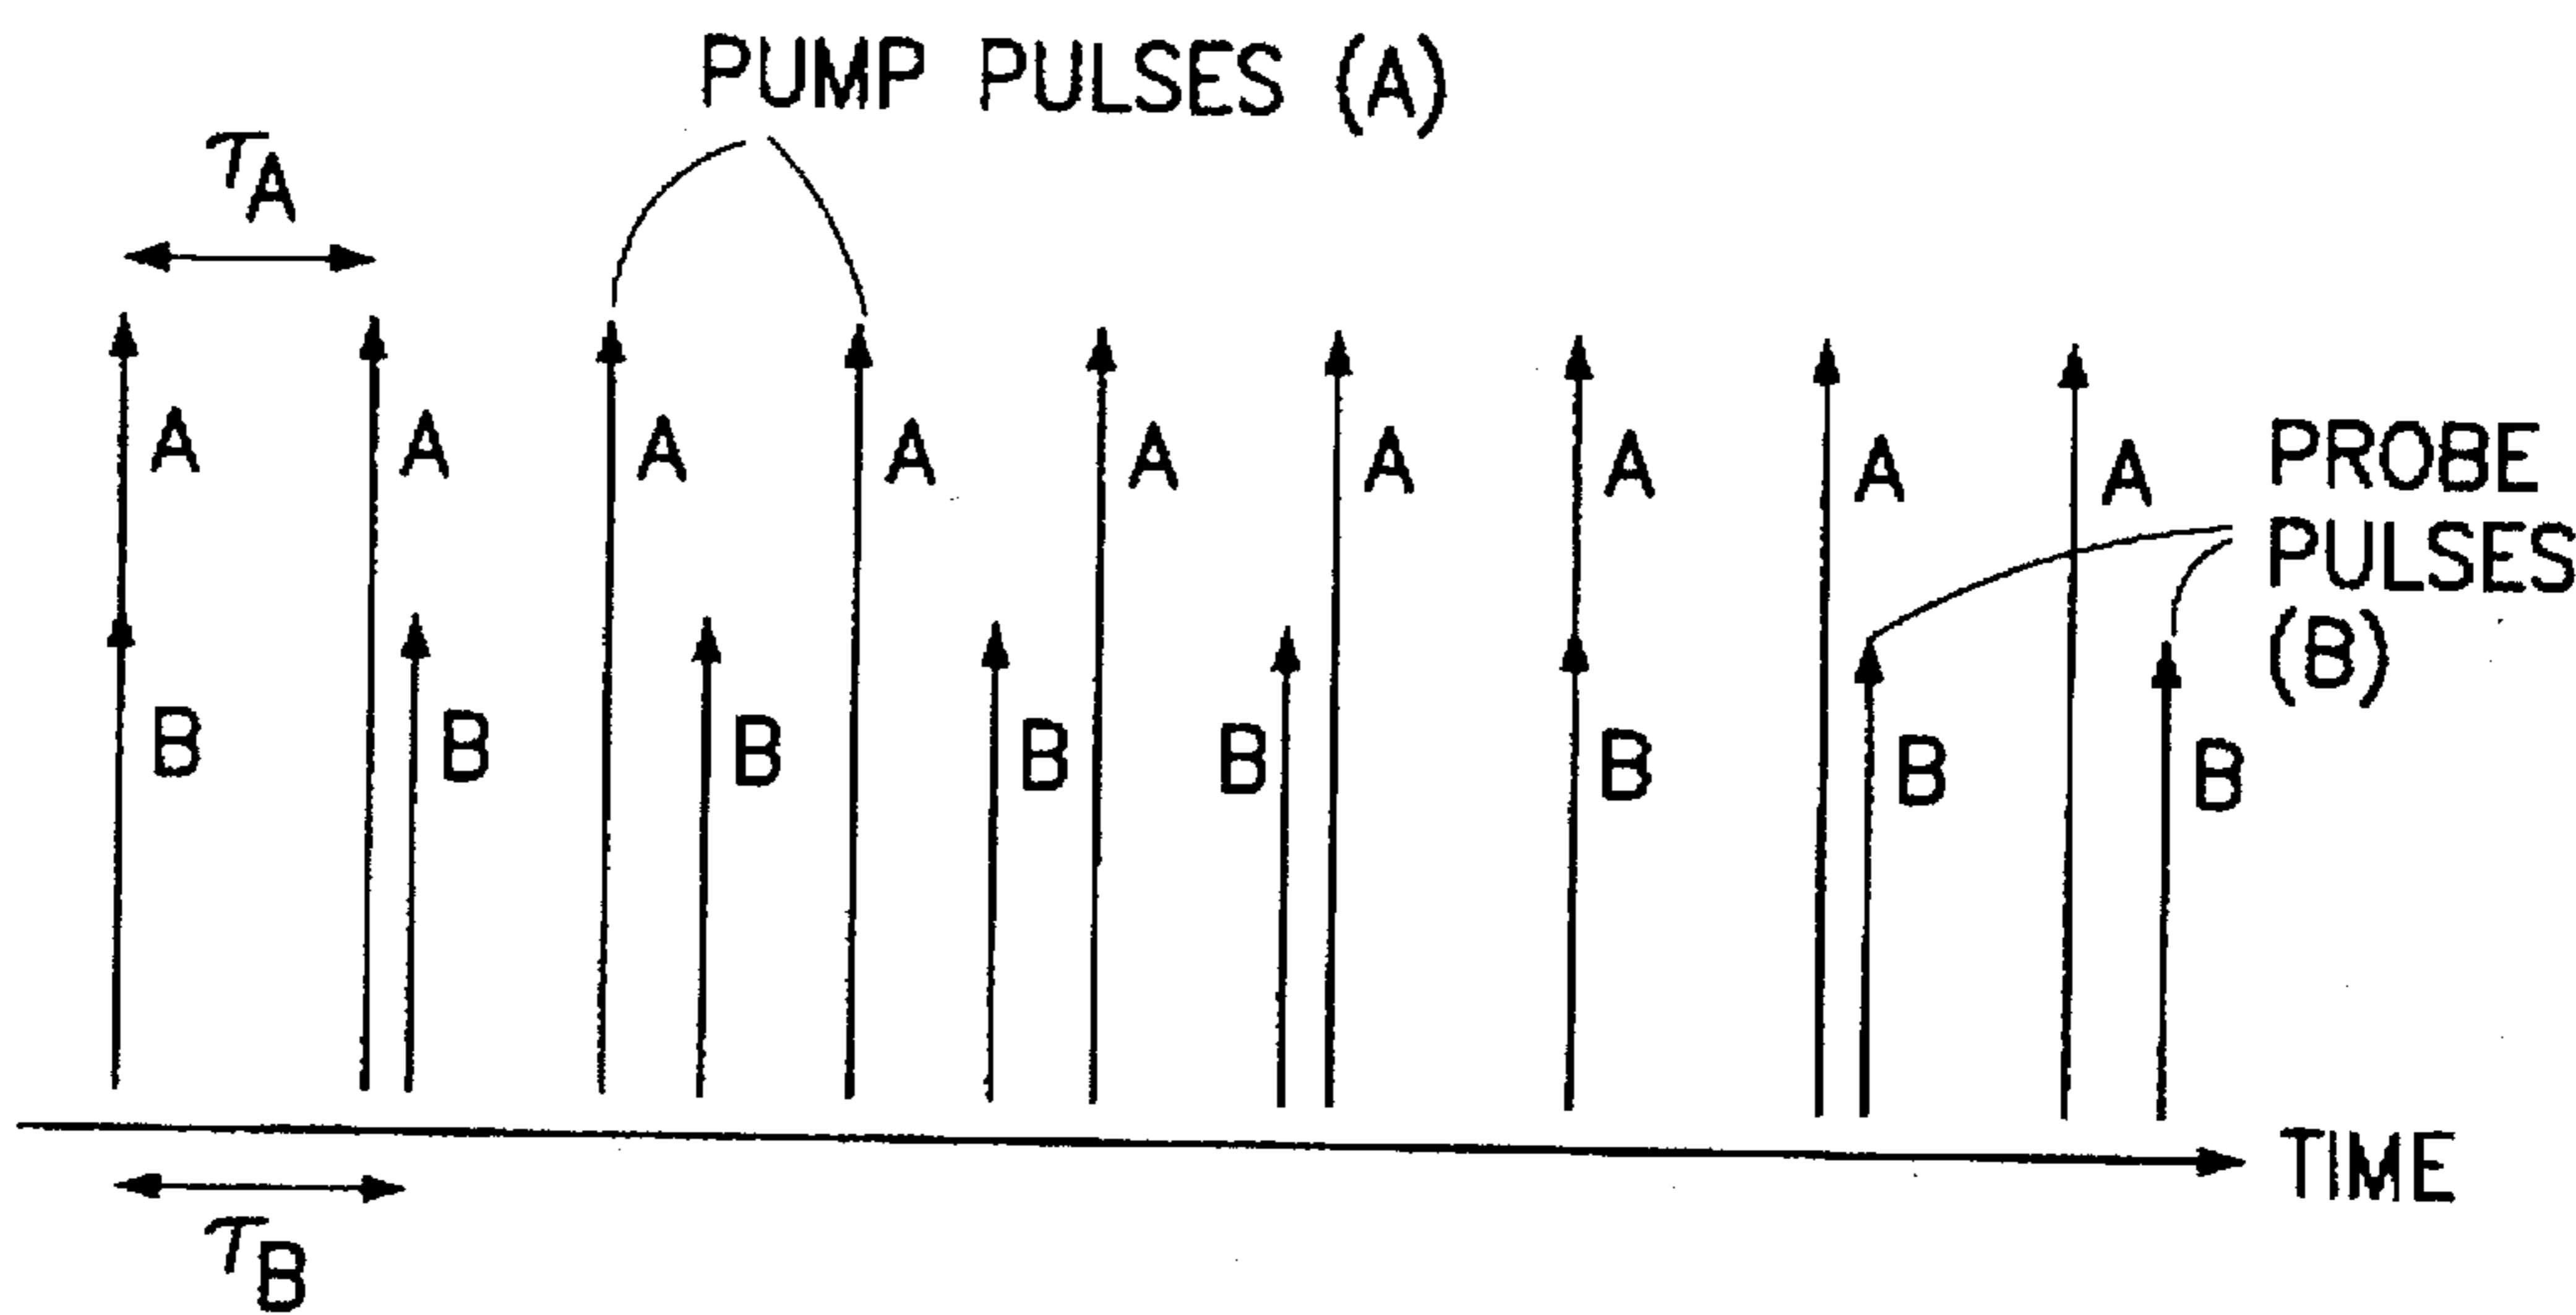 PUMP PULSES (A)
τA
A A A A A A A A A
PROBE
PULSES
(B)
B B B B B B B B
TIME
τB